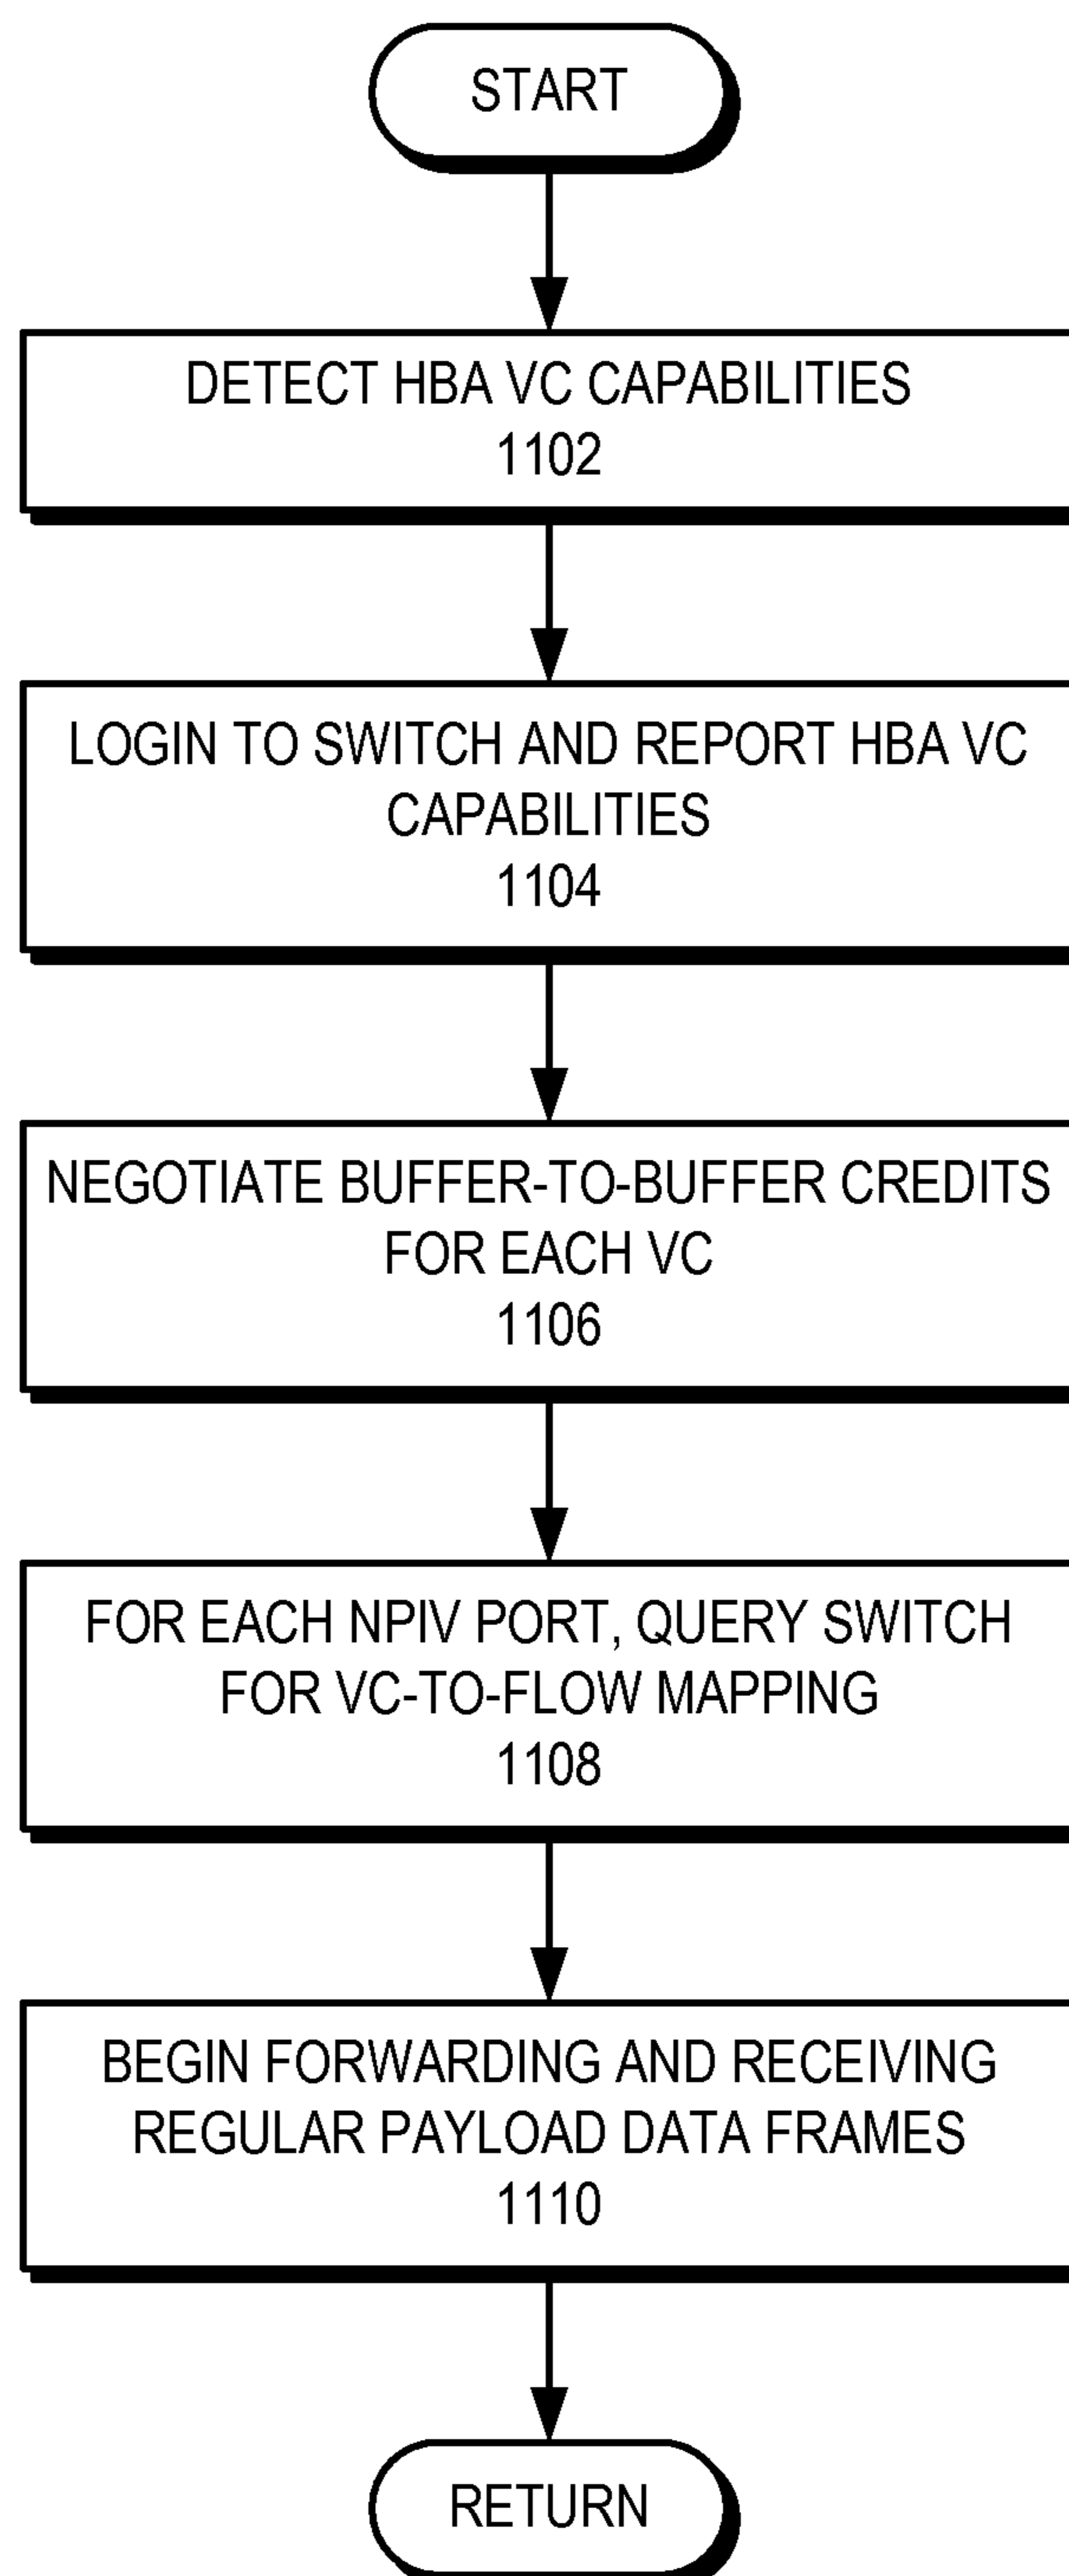 START
DETECT HBA VC CAPABILITIES
1102
LOGIN TO SWITCH AND REPORT HBA VC
CAPABILITIES
1104
NEGOTIATE BUFFER-TO-BUFFER CREDITS
FOR EACH VC
1106
FOR EACH NPIV PORT, QUERY SWITCH
FOR VC-TO-FLOW MAPPING
1108
BEGIN FORWARDING AND RECEIVING
REGULAR PAYLOAD DATA FRAMES
1110
RETURN